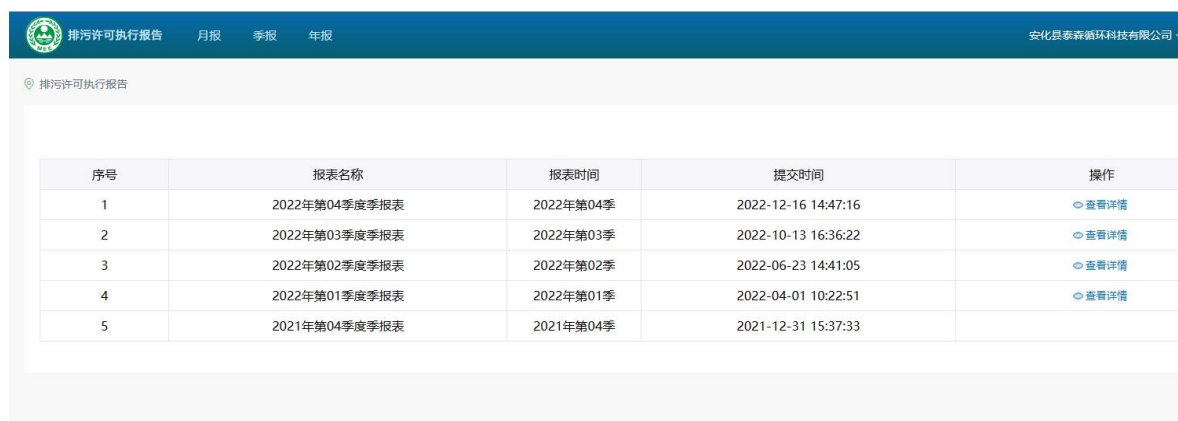 排污许可执行报告 月报 季报 年报 安化县泰森循环科技有限公司
MEE
排污许可执行报告
序号 报表名称 报表时间 提交时间 操作
1 2022年第04季度季报表 2022年第04季 2022-12-16 14:47:16 查看详情
2 2022年第03季度季报表 2022年第03季 2022-10-13 16:36:22 查看详情
3 2022年第02季度季报表 2022年第02季 2022-06-23 14:41:05 查看详情
4 2022年第01季度季报表 2022年第01季 2022-04-01 10:22:51 查看详情
5 2021年第04季度季报表 2021年第04季 2021-12-31 15:37:33